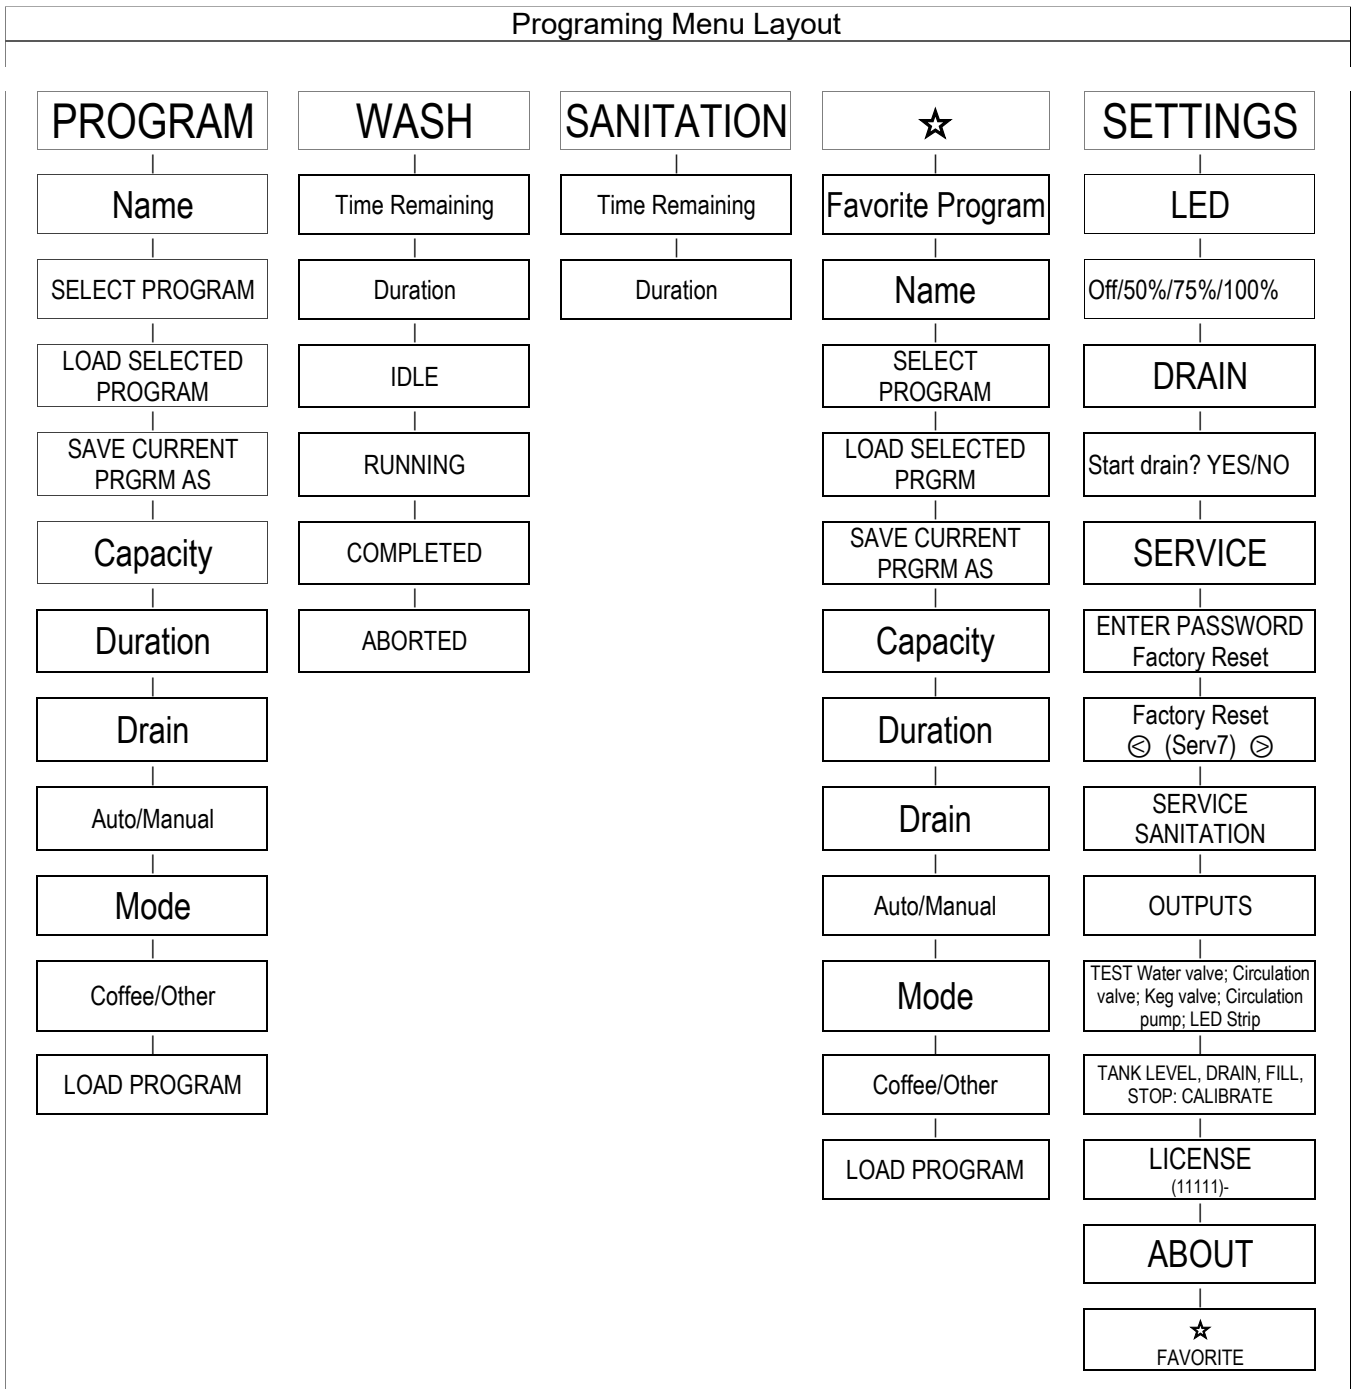 Programing Menu Layout
PROGRAM
Name
SELECT PROGRAM
LOAD SELECTED
PROGRAM
SAVE CURRENT
PRGRM AS
Capacity
Duration
Drain
Auto/Manual
Mode
Coffee/Other
LOAD PROGRAM
WASH
Time Remaining
Duration
IDLE
RUNNING
COMPLETED
ABORTED
SANITATION
Time Remaining
Duration
☆
Favorite Program
Name
SELECT
PROGRAM
LOAD SELECTED
PRGRM
SAVE CURRENT
PRGRM AS
Capacity
Duration
Drain
Auto/Manual
Mode
Coffee/Other
LOAD PROGRAM
SETTINGS
LED
Off/50%/75%/100%
DRAIN
Start drain? YES/NO
SERVICE
ENTER PASSWORD
Factory Reset
Factory Reset
< (Serv7) >
SERVICE
SANITATION
OUTPUTS
TEST Water valve; Circulation
valve; Keg valve; Circulation
pump; LED Strip
TANK LEVEL, DRAIN, FILL,
STOP: CALIBRATE
LICENSE
(11111)-
ABOUT
☆
FAVORITE